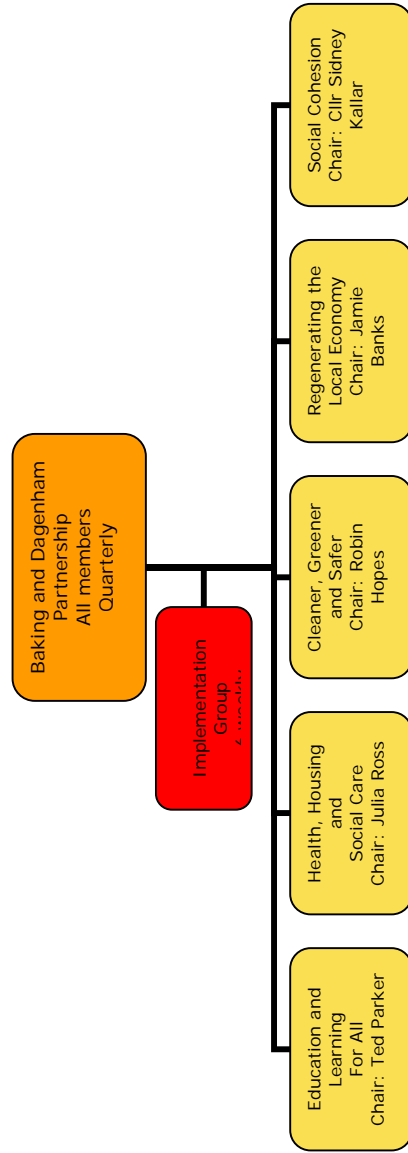 Baking and Dagenham
Partnership
All members
Quarterly
Implementation
Group
Education and
Learning
For All
Chair: Ted Parker
Health, Housing
and
Social Care
Chair: Julia Ross
Cleaner, Greener
and Safer
Chair: Robin
Hopes
Regenerating the
Local Economy
Chair: Jamie
Banks
Social Cohesion
Chair: Cllr Sidney
Kallar